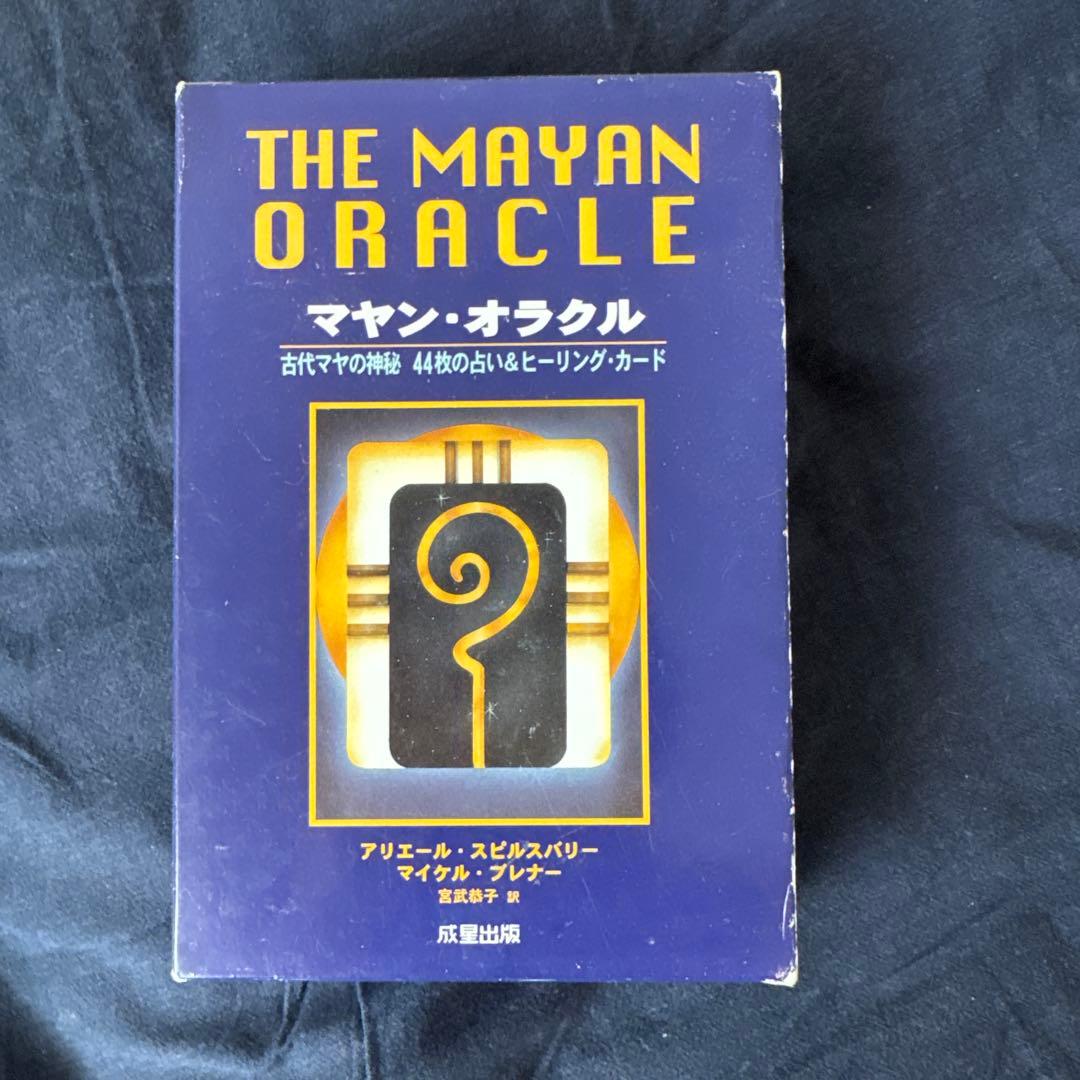 THE MAYAN
ORACLE
マヤン・オラクル
古代マヤの神秘 44枚の占い&ヒーリング・カード
アリエール・スピルスバリー
マイケル・ブレナー
宮武恭子 訳
成星出版